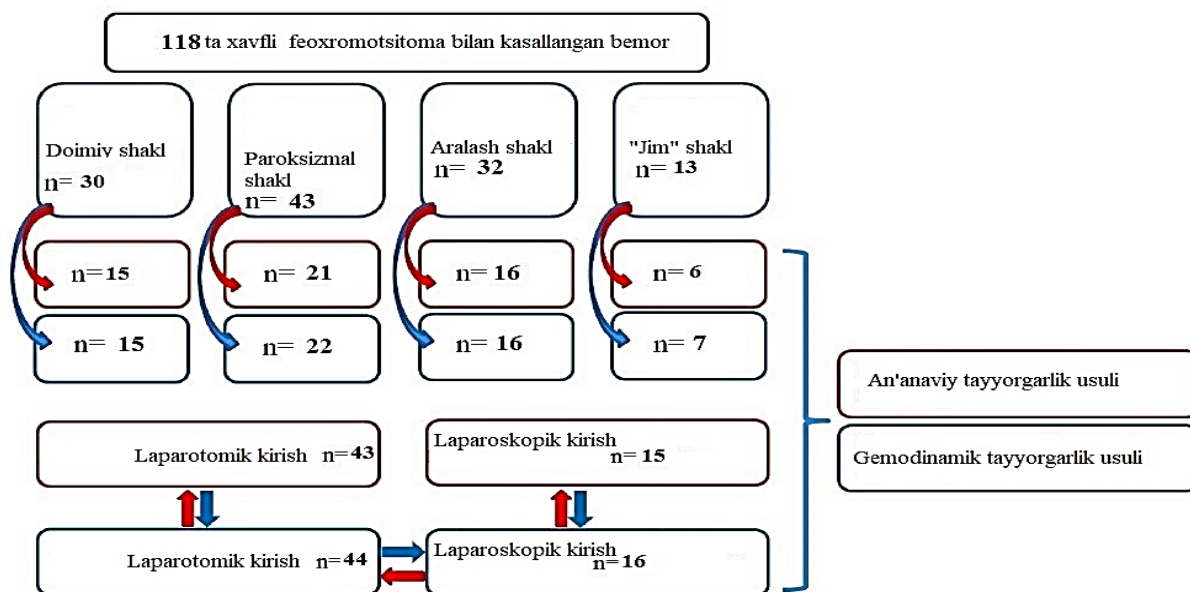 118 ta xavfli feoxromotsitoma bilan kasallangan bemor
Doimiy shakl
n= 30
Paroksizmal
shakl
n= 43
Aralash shakl
n= 32
"Jim" shakl
n= 13
n=15
n= 21
n= 16
n= 6
n= 15
n= 22
n= 16
n= 7
An'anaviy tayyorgarlik usuli
Gemodinamik tayyorgarlik usuli
Laparotomik kirish n=43
Laparoskopik kirish
n= 15
Laparotomik kirish n=44
Laparoskopik kirish
n=16